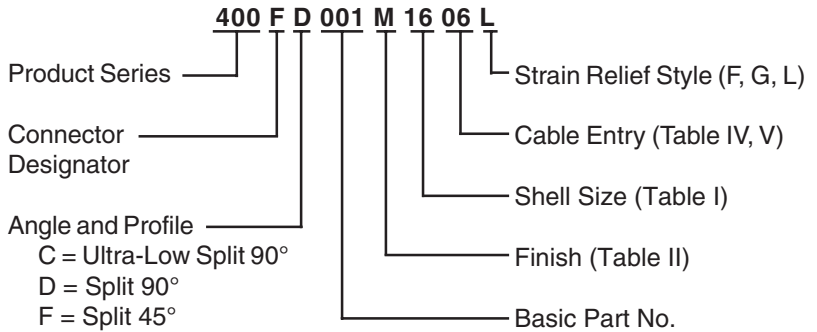 400 F D 001 M 16 06 L
Product Series
Connector
Designator
Angle and Profile
C = Ultra-Low Split 90°
D = Split 90°
F = Split 45°
Strain Relief Style (F, G, L)
Cable Entry (Table IV, V)
Shell Size (Table I)
Finish (Table II)
Basic Part No.